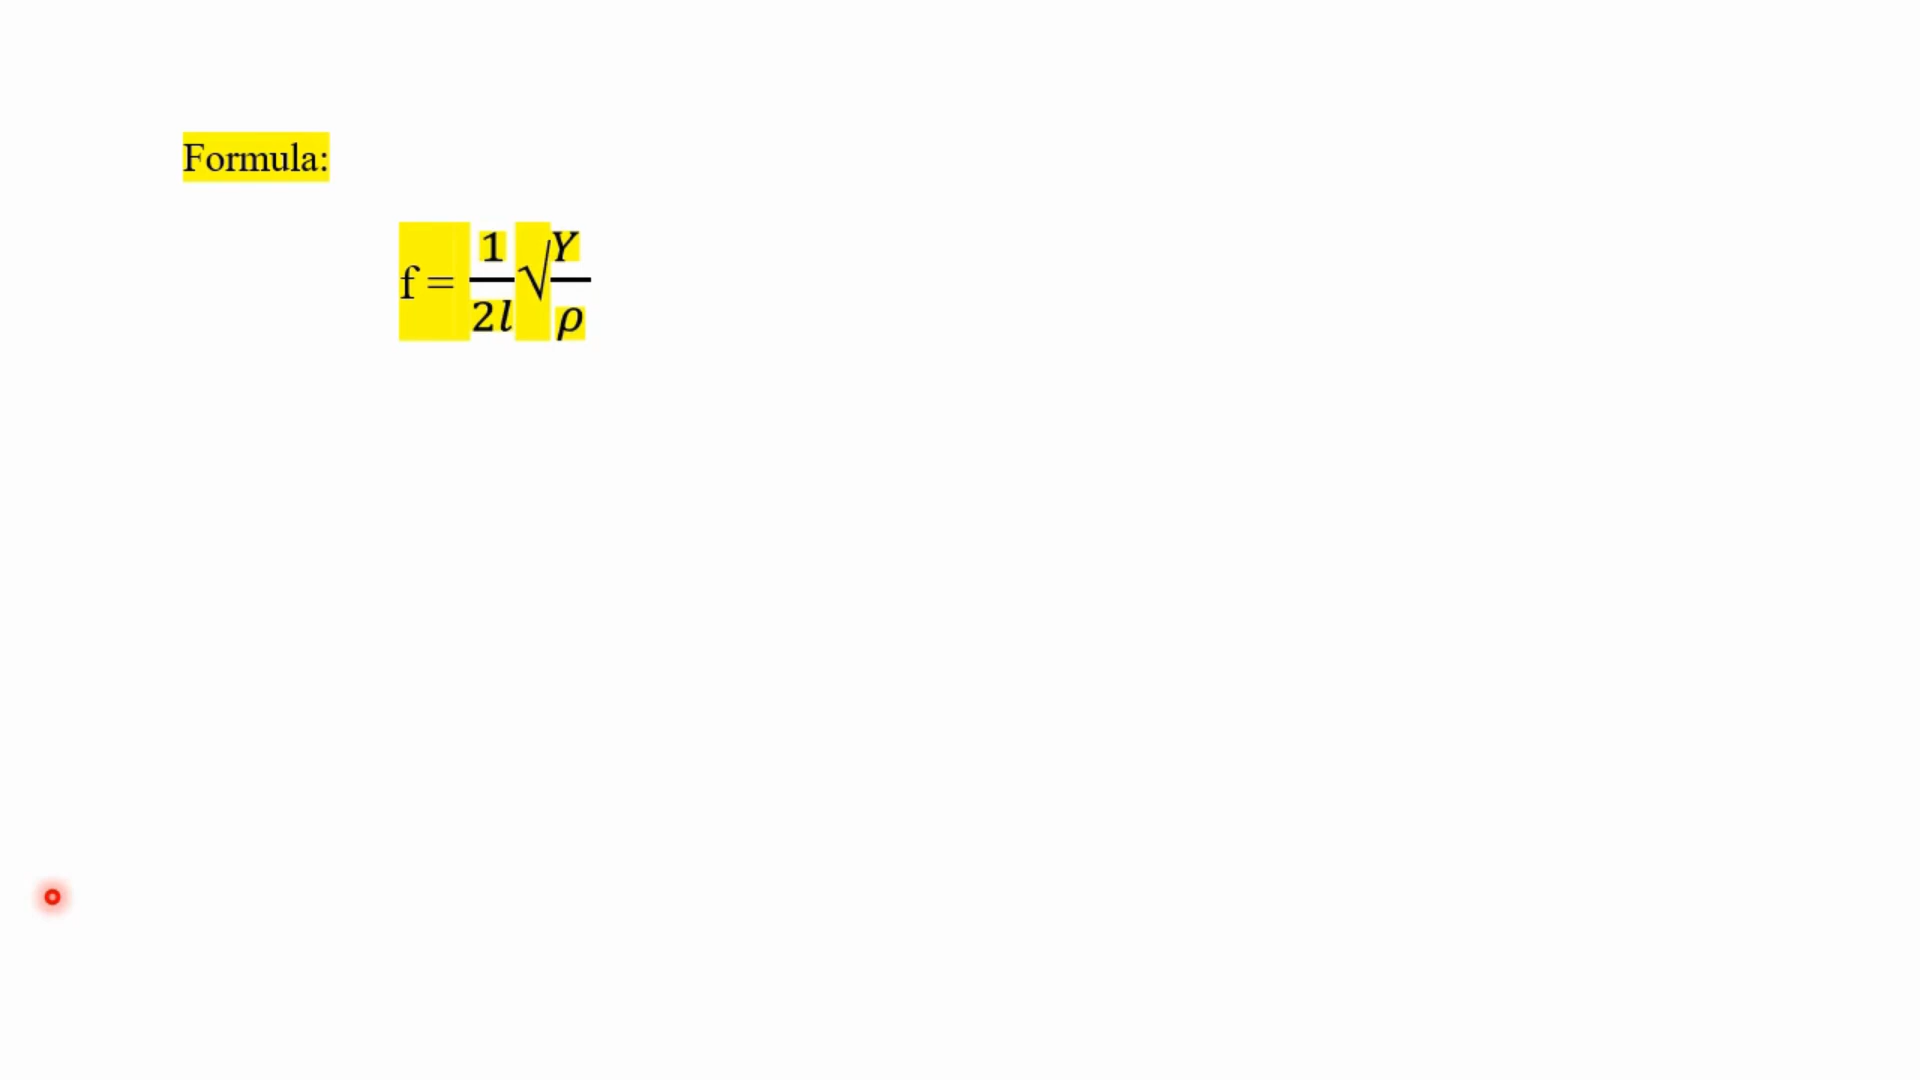 Formula:
f = 1/2l √Y/ρ